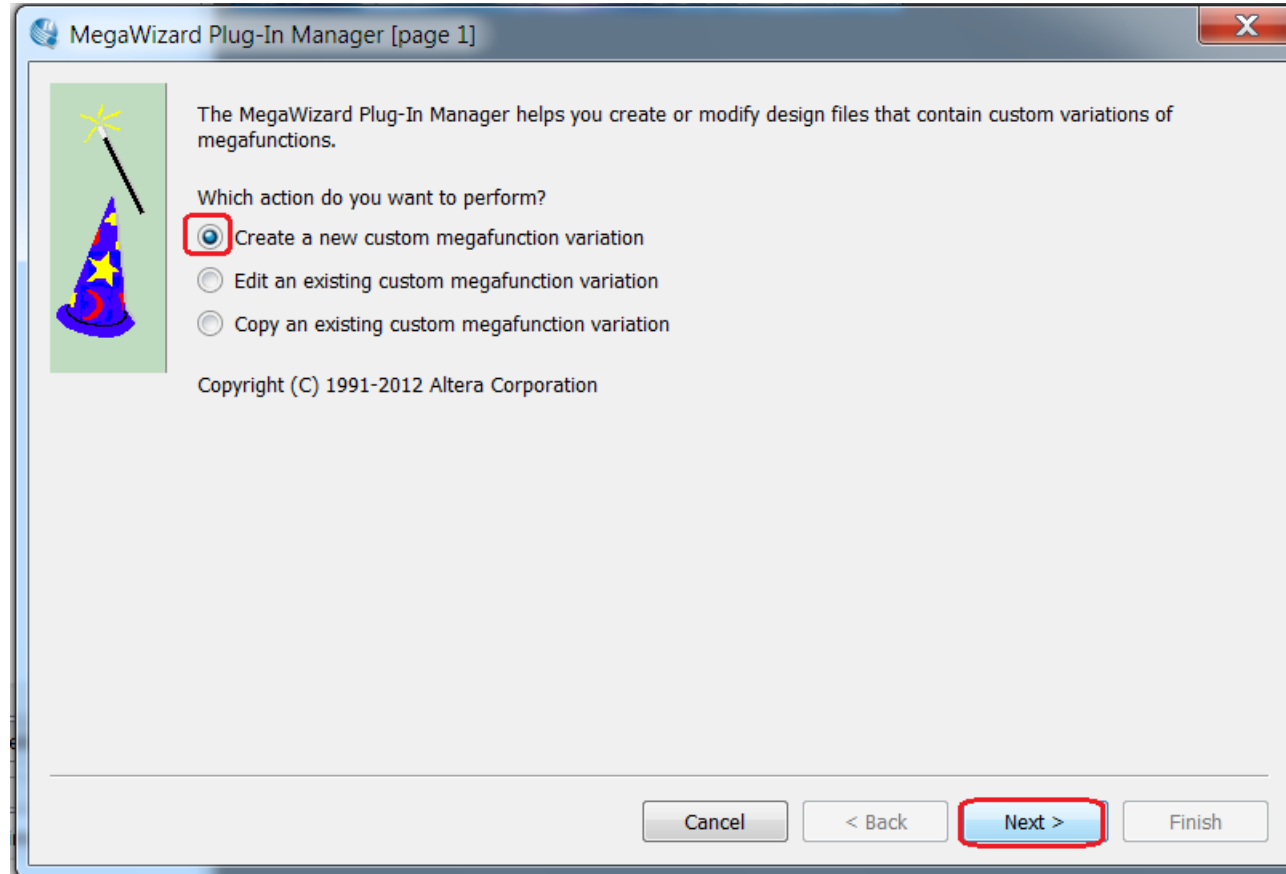 MegaWizard Plug-In Manager [page 1]
X
The MegaWizard Plug-In Manager helps you create or modify design files that contain custom variations of
megafunctions.
Which action do you want to perform?
Create a new custom megafunction variation
Edit an existing custom megafunction variation
Copy an existing custom megafunction variation
Copyright (C) 1991-2012 Altera Corporation
Cancel
< Back
Next >
Finish